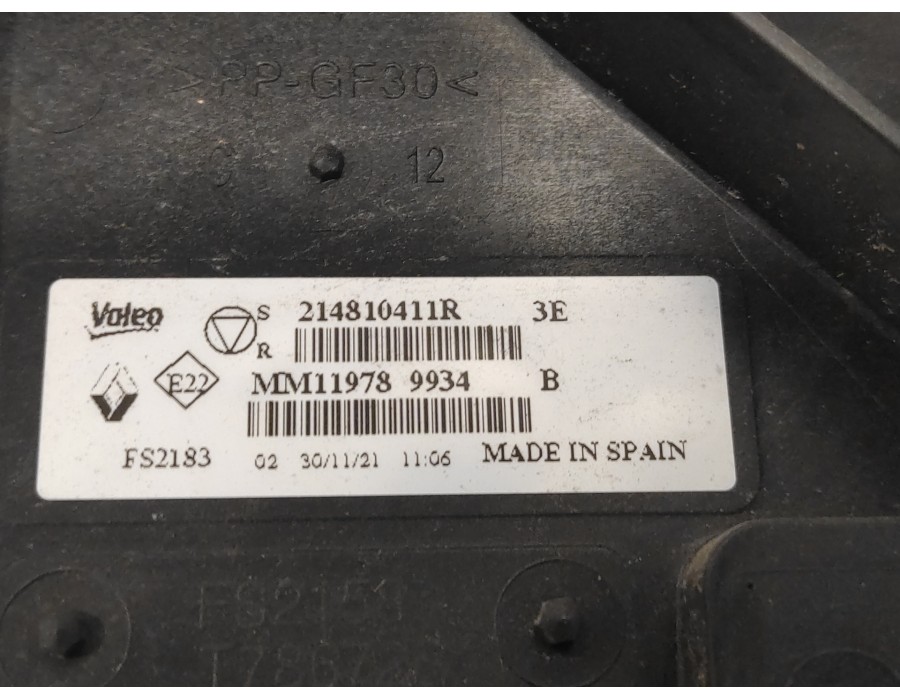 >PP-GF30<
12
Valeo S 214810411R 3E
R
E22 MM11978 9934 B
FS2183 02 30/11/21 11:06 MADE IN SPAIN
FS2151